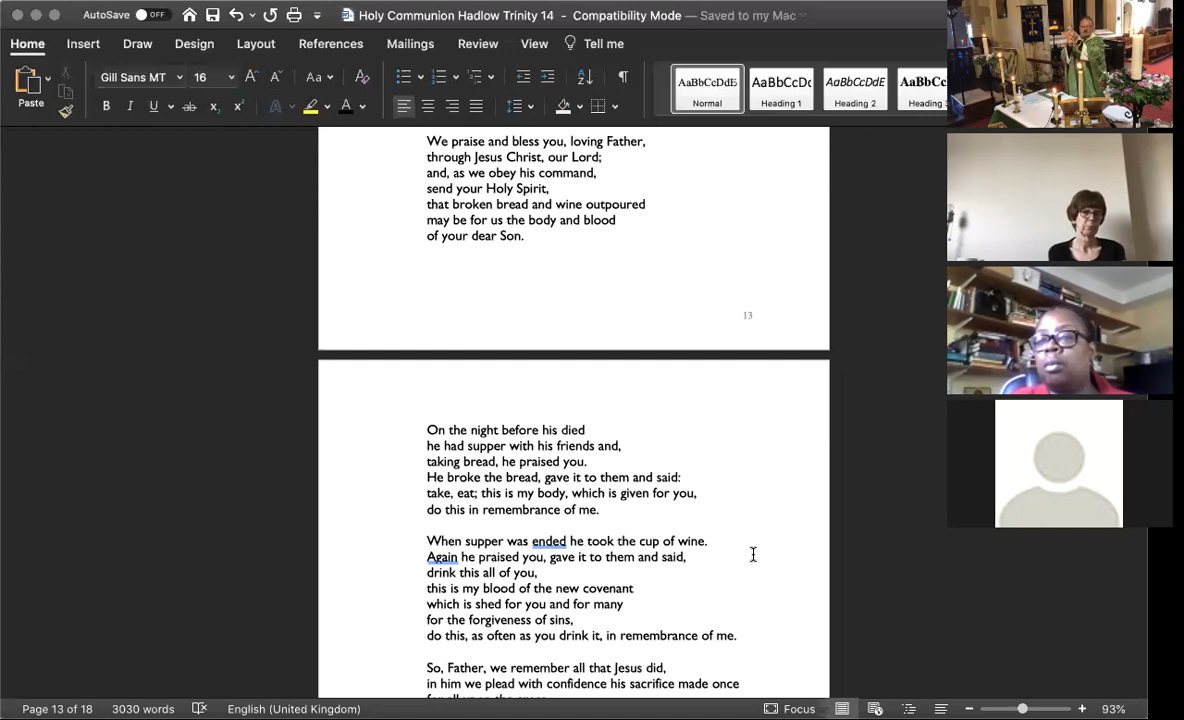 AutoSave OFF
Holy Communion Hadlow Trinity 14 - Compatibility Mode — Saved to my Mac
Home Insert Draw Design Layout References Mailings Review View Tell me
Paste
Gill Sans MT 16
AaBbCcDdE AaBbCcDc AaBbCcDdE AaBbCc
Normal Heading 1 Heading 2 Heading
We praise and bless you, loving Father,
through Jesus Christ, our Lord;
and, as we obey his command,
send your Holy Spirit,
that broken bread and wine outpoured
may be for us the body and blood
of your dear Son.
13
On the night before his died
he had supper with his friends and,
taking bread, he praised you.
He broke the bread, gave it to them and said:
take, eat; this is my body, which is given for you,
do this in remembrance of me.
When supper was ended he took the cup of wine.
Again he praised you, gave it to them and said,
drink this all of you,
this is my blood of the new covenant
which is shed for you and for many
for the forgiveness of sins,
do this, as often as you drink it, in remembrance of me.
So, Father, we remember all that Jesus did,
in him we plead with confidence his sacrifice made once
Page 13 of 18 3030 words English (United Kingdom) Focus 93%